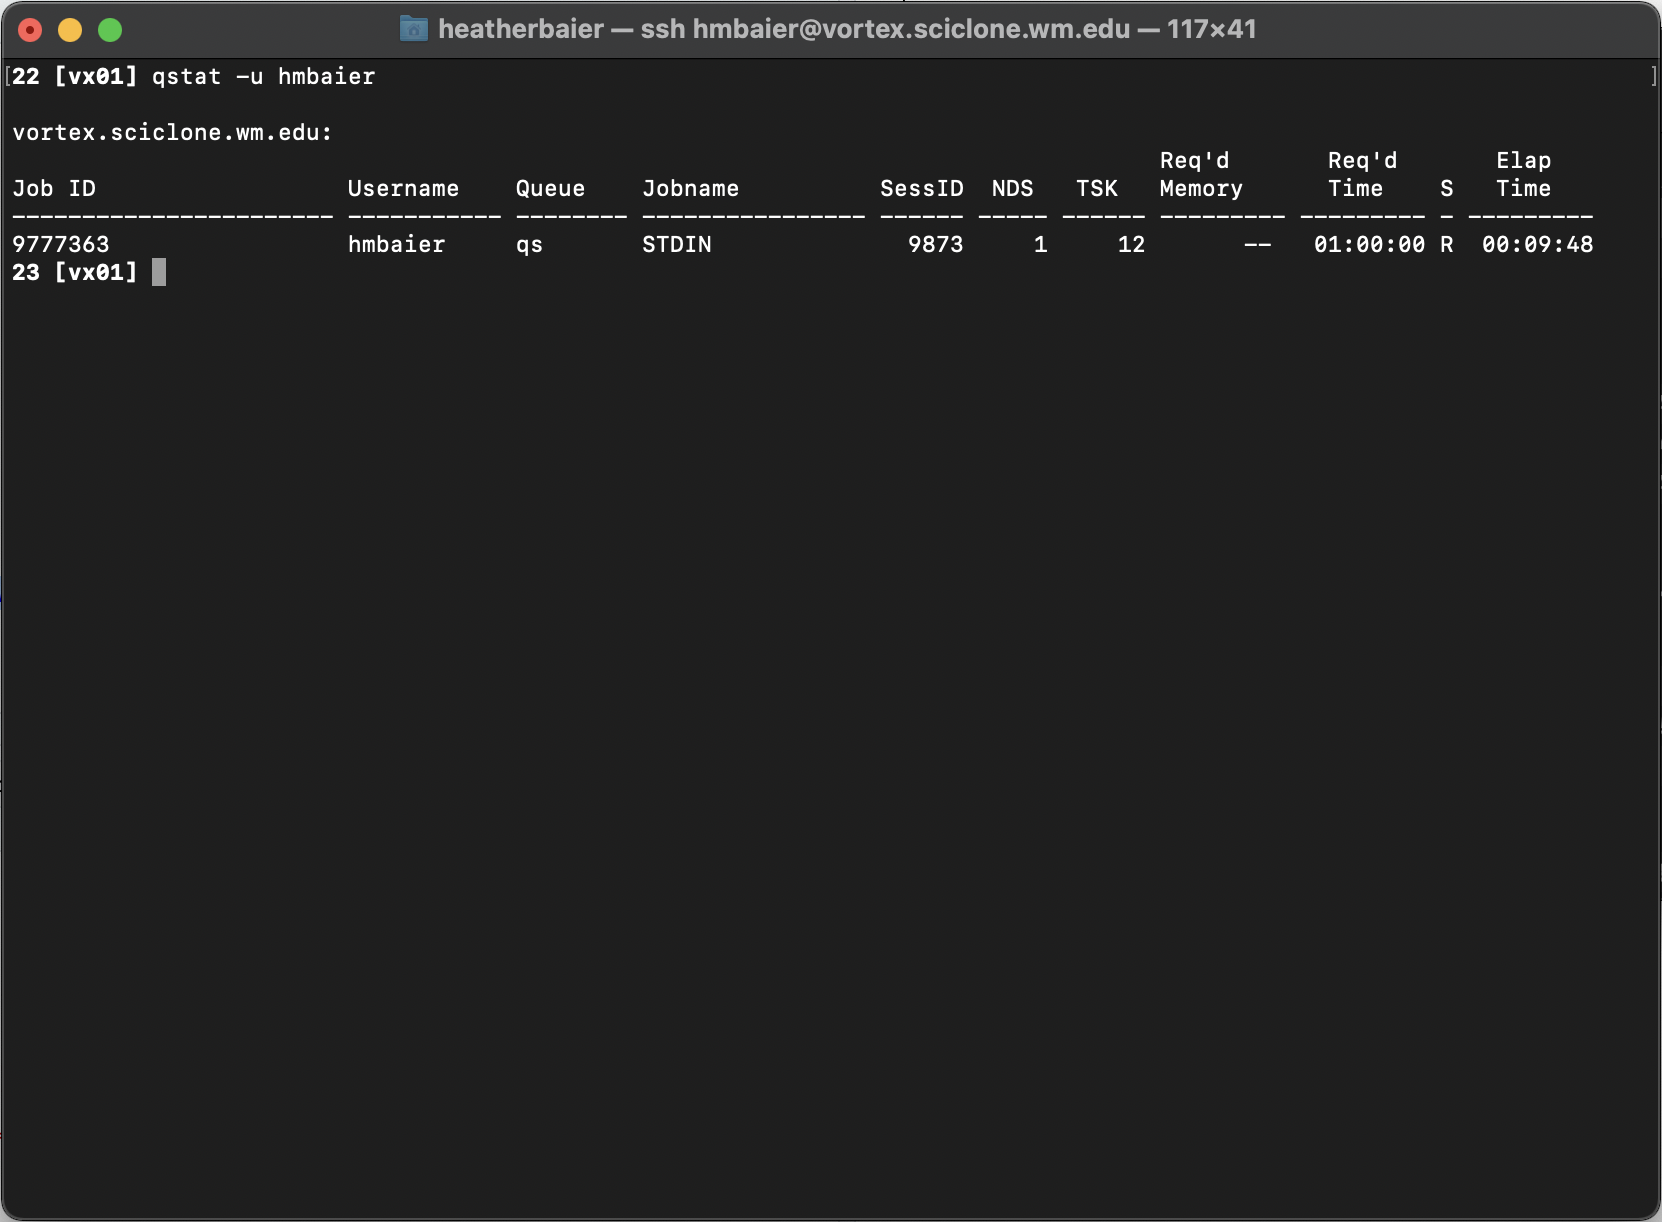 heatherbaier — ssh hmbaier@vortex.sciclone.wm.edu — 117×41
[22 [vx01] qstat -u hmbaier ]
vortex.sciclone.wm.edu:
Req'd Req'd Elap
Job ID Username Queue Jobname SessID NDS TSK Memory Time S Time
----------------------- ----------- -------- ---------------- ------ ----- ------ --------- --------- - ---------
9777363 hmbaier qs STDIN 9873 1 12 -- 01:00:00 R 00:09:48
23 [vx01]